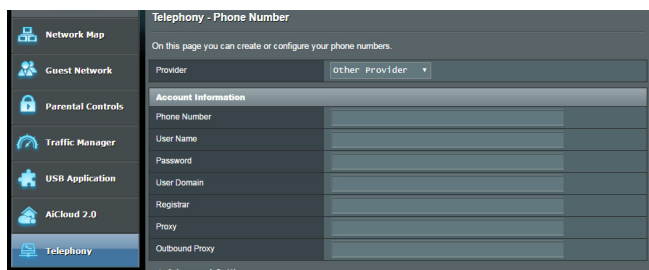 Telephony - Phone Number
Network Map
On this page you can create or configure your phone numbers.
Guest Network
Provider
Other Provider
Account Information
Parental Controls
Phone Number
User Name
Traffic Manager
Password
USB Application
User Domain
Registrar
AiCloud 2.0
Proxy
Telephony
Outbound Proxy